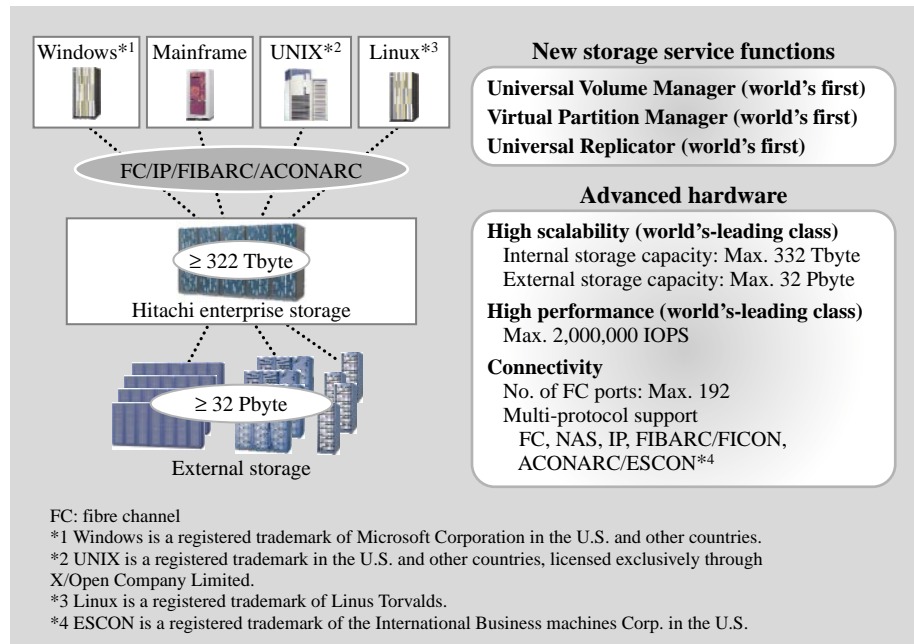 Windows*1
Mainframe
UNIX*2
Linux*3
FC/IP/FIBARC/ACONARC
≥ 322 Tbyte
Hitachi enterprise storage
≥ 32 Pbyte
External storage
New storage service functions
Universal Volume Manager (world's first)
Virtual Partition Manager (world's first)
Universal Replicator (world's first)
Advanced hardware
High scalability (world's-leading class)
Internal storage capacity: Max. 332 Tbyte
External storage capacity: Max. 32 Pbyte
High performance (world's-leading class)
Max. 2,000,000 IOPS
Connectivity
No. of FC ports: Max. 192
Multi-protocol support
FC, NAS, IP, FIBARC/FICON,
ACONARC/ESCON*4
FC: fibre channel
*1 Windows is a registered trademark of Microsoft Corporation in the U.S. and other countries.
*2 UNIX is a registered trademark in the U.S. and other countries, licensed exclusively through
X/Open Company Limited.
*3 Linux is a registered trademark of Linus Torvalds.
*4 ESCON is a registered trademark of the International Business machines Corp. in the U.S.